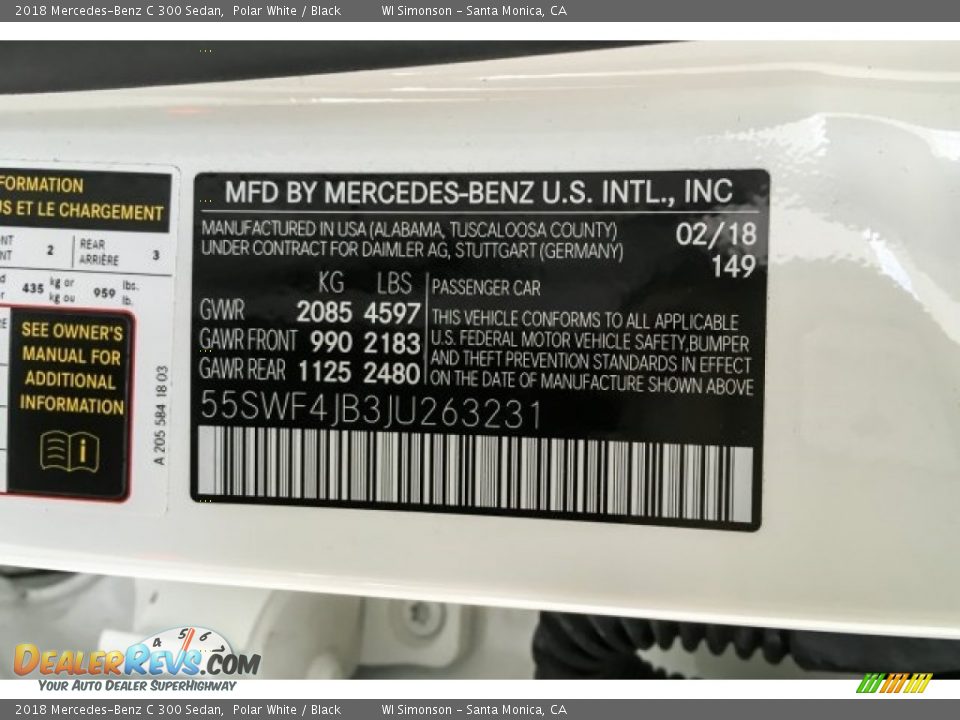 2018 Mercedes-Benz C 300 Sedan, Polar White / Black WI Simonson - Santa Monica, CA
FORMATION
US ET LE CHARGEMENT
2 REAR ARRIÈRE 3
435 kg or kg ou 959 lbs. lb.
SEE OWNER'S
MANUAL FOR
ADDITIONAL
INFORMATION
i
A 205 584 18 03
MFD BY MERCEDES-BENZ U.S. INTL., INC
MANUFACTURED IN USA (ALABAMA, TUSCALOOSA COUNTY)
UNDER CONTRACT FOR DAIMLER AG, STUTTGART (GERMANY)
02/18
149
KG LBS
GWWR 2085 4597
GAWR FRONT 990 2183
GAWR REAR 1125 2480
PASSENGER CAR
THIS VEHICLE CONFORMS TO ALL APPLICABLE
U.S. FEDERAL MOTOR VEHICLE SAFETY,BUMPER
AND THEFT PREVENTION STANDARDS IN EFFECT
ON THE DATE OF MANUFACTURE SHOWN ABOVE
55SWF4JB3JU263231
4 5 6
DEALERREVS.COM
YOUR AUTO DEALER SUPERHIGHWAY
2018 Mercedes-Benz C 300 Sedan, Polar White / Black WI Simonson - Santa Monica, CA